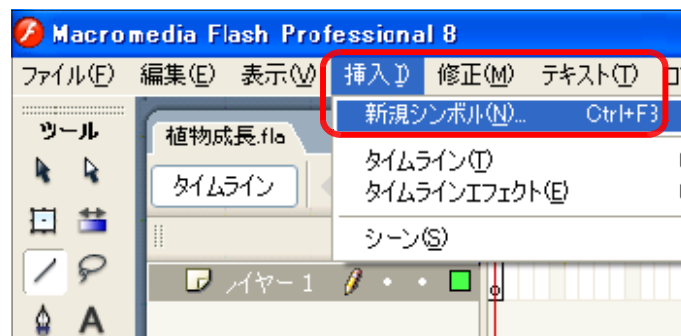 Macromedia Flash Professional 8
ファイル(F) 編集(E) 表示(V) 挿入(I) 修正(M) テキスト(T)
新規シンボル(N)... Ctrl+F3
ツール
植物成長.fla
タイムライン(T)
タイムライン
タイムラインエフェクト(E)
シーン(S)
レイヤー 1
A